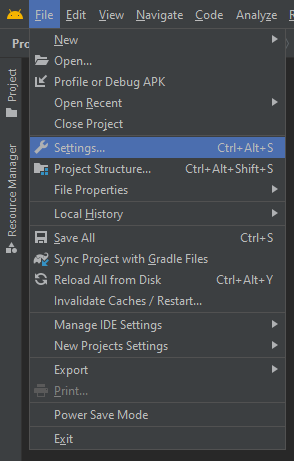 File Edit View Navigate Code Analyze
Pro
New
Open...
Profile or Debug APK
Open Recent
Close Project
Settings... Ctrl+Alt+S
Project Structure... Ctrl+Alt+Shift+S
File Properties
Local History
Save All Ctrl+S
Sync Project with Gradle Files
Reload All from Disk Ctrl+Alt+Y
Invalidate Caches / Restart...
Manage IDE Settings
New Projects Settings
Export
Print...
Power Save Mode
Exit
Project
Resource Manager